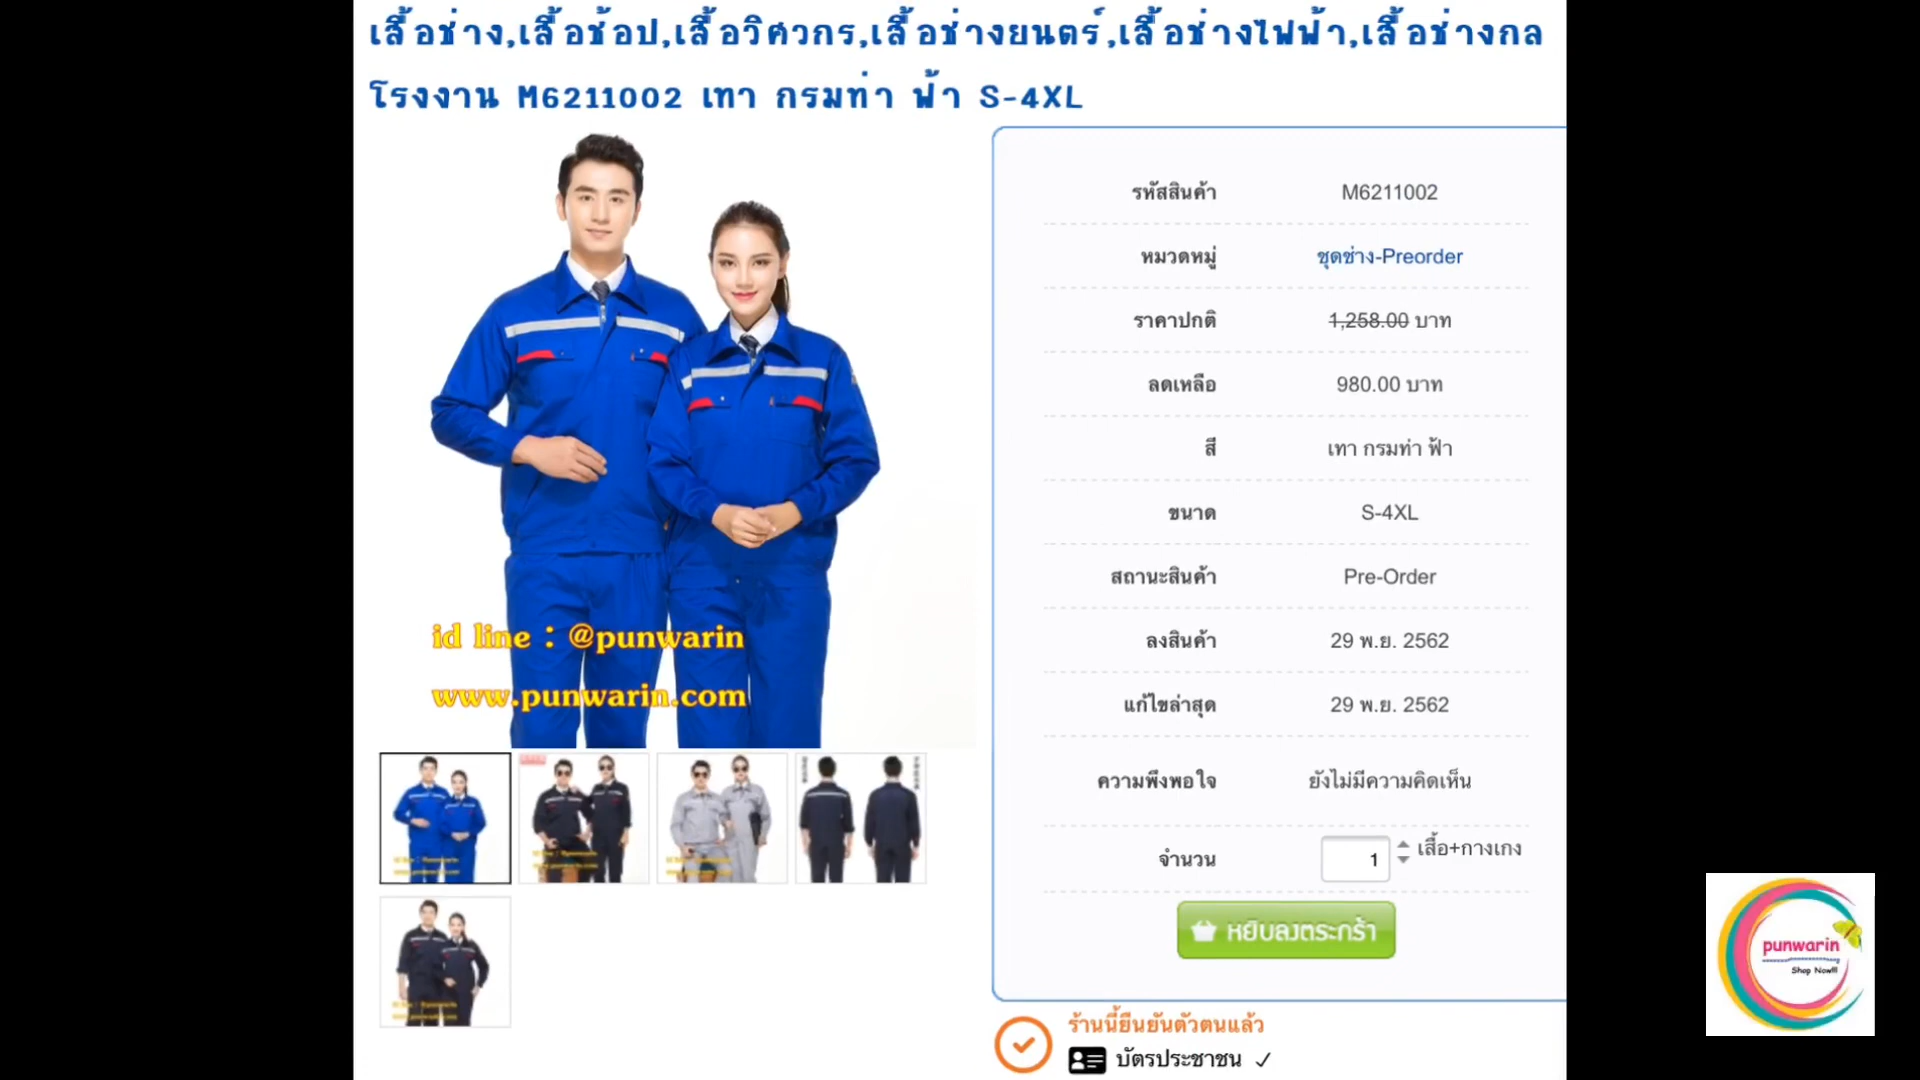 เสื้อช่าง,เสื้อช้อป,เสื้อวิศวกร,เสื้อช่างยนตร์,เสื้อช่างไฟฟ้า,เสื้อช่างกล
โรงงาน M6211002 เทา กรมท่า ฟ้า S-4XL
รหัสสินค้า M6211002
หมวดหมู่ ชุดช่าง-Preorder
ราคาปกติ 1,258.00 บาท
ลดเหลือ 980.00 บาท
สี เทา กรมท่า ฟ้า
ขนาด S-4XL
สถานะสินค้า Pre-Order
ลงสินค้า 29 พ.ย. 2562
แก้ไขล่าสุด 29 พ.ย. 2562
ความพึงพอใจ ยังไม่มีความคิดเห็น
จำนวน 1 เสื้อ+กางเกง
หยิบลงตระกร้า
id line : @punwarin
www.punwarin.com
ร้านนี้ยืนยันตัวตนแล้ว
บัตรประชาชน ✓
punwarin
Shop Now!!!